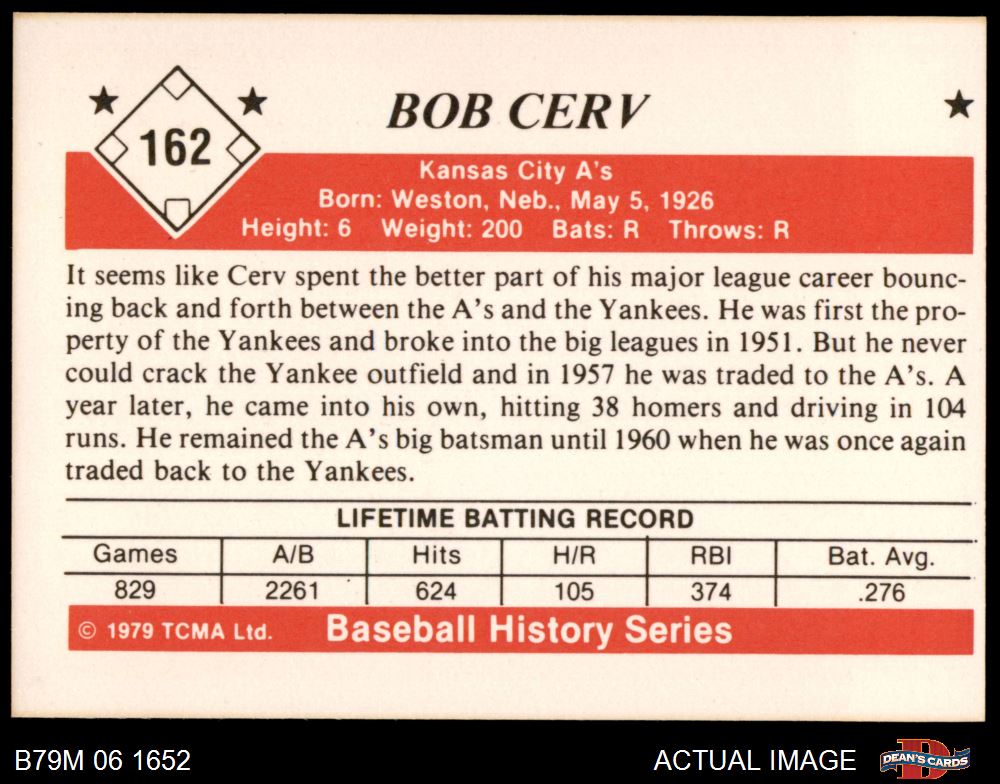 162
BOB CERV
Kansas City A's
Born: Weston, Neb., May 5, 1926
Height: 6 Weight: 200 Bats: R Throws: R
It seems like Cerv spent the better part of his major league career bounc-
ing back and forth between the A's and the Yankees. He was first the pro-
perty of the Yankees and broke into the big leagues in 1951. But he never
could crack the Yankee outfield and in 1957 he was traded to the A's. A
year later, he came into his own, hitting 38 homers and driving in 104
runs. He remained the A's big batsman until 1960 when he was once again
traded back to the Yankees.
LIFETIME BATTING RECORD
Games A/B Hits H/R RBI Bat. Avg.
829 2261 624 105 374 .276
© 1979 TCMA Ltd. Baseball History Series
B79M 06 1652 ACTUAL IMAGE DEAN'S CARDS